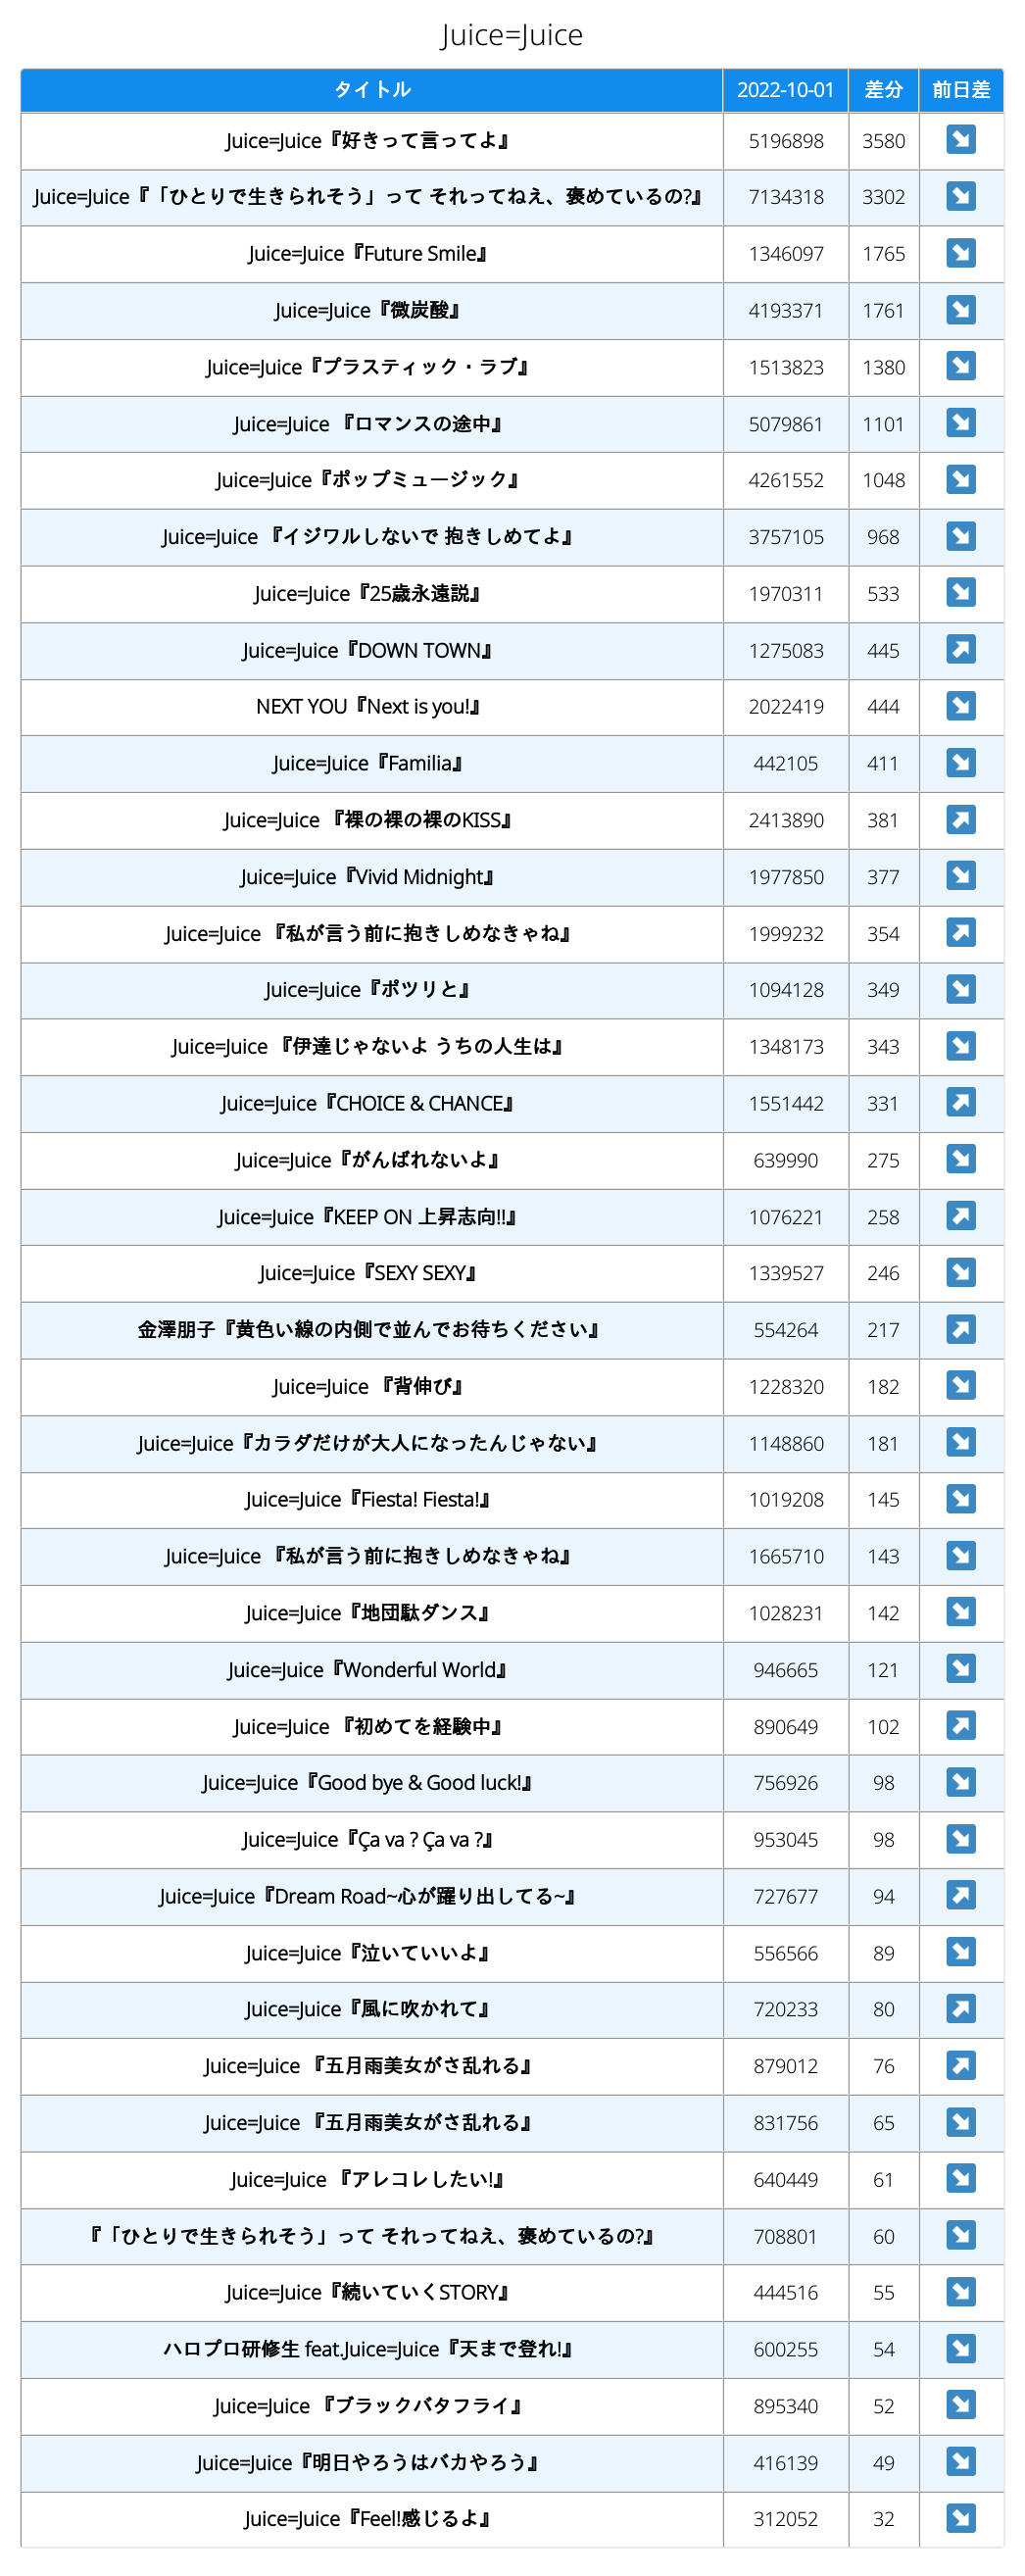 Juice=Juice
タイトル 2022-10-01 差分 前日差
Juice=Juice『好きって言ってよ』 5196898 3580 ↘
Juice=Juice『「ひとりで生きられそう」って それってねえ、褒めているの?』 7134318 3302 ↘
Juice=Juice『Future Smile』 1346097 1765 ↘
Juice=Juice『微炭酸』 4193371 1761 ↘
Juice=Juice『プラスティック・ラブ』 1513823 1380 ↘
Juice=Juice 『ロマンスの途中』 5079861 1101 ↘
Juice=Juice『ポップミュージック』 4261552 1048 ↘
Juice=Juice 『イジワルしないで 抱きしめてよ』 3757105 968 ↘
Juice=Juice『25歳永遠説』 1970311 533 ↘
Juice=Juice『DOWN TOWN』 1275083 445 ↗
NEXT YOU『Next is you!』 2022419 444 ↘
Juice=Juice『Familia』 442105 411 ↘
Juice=Juice 『裸の裸の裸のKISS』 2413890 381 ↗
Juice=Juice『Vivid Midnight』 1977850 377 ↘
Juice=Juice 『私が言う前に抱きしめなきゃね』 1999232 354 ↗
Juice=Juice『ポツリと』 1094128 349 ↘
Juice=Juice 『伊達じゃないよ うちの人生は』 1348173 343 ↘
Juice=Juice『CHOICE & CHANCE』 1551442 331 ↗
Juice=Juice『がんばれないよ』 639990 275 ↘
Juice=Juice『KEEP ON 上昇志向!!』 1076221 258 ↗
Juice=Juice『SEXY SEXY』 1339527 246 ↘
金澤朋子『黄色い線の内側で並んでお待ちください』 554264 217 ↗
Juice=Juice 『背伸び』 1228320 182 ↘
Juice=Juice『カラダだけが大人になったんじゃない』 1148860 181 ↘
Juice=Juice『Fiesta! Fiesta!』 1019208 145 ↘
Juice=Juice 『私が言う前に抱きしめなきゃね』 1665710 143 ↘
Juice=Juice『地団駄ダンス』 1028231 142 ↘
Juice=Juice『Wonderful World』 946665 121 ↘
Juice=Juice 『初めてを経験中』 890649 102 ↗
Juice=Juice『Good bye & Good luck!』 756926 98 ↘
Juice=Juice『Ça va ? Ça va ?』 953045 98 ↘
Juice=Juice『Dream Road~心が躍り出してる~』 727677 94 ↗
Juice=Juice『泣いていいよ』 556566 89 ↘
Juice=Juice『風に吹かれて』 720233 80 ↗
Juice=Juice 『五月雨美女がさ乱れる』 879012 76 ↗
Juice=Juice 『五月雨美女がさ乱れる』 831756 65 ↘
Juice=Juice 『アレコレしたい!』 640449 61 ↘
『「ひとりで生きられそう」って それってねえ、褒めているの?』 708801 60 ↘
Juice=Juice『続いていくSTORY』 444516 55 ↘
ハロプロ研修生 feat.Juice=Juice『天まで登れ!』 600255 54 ↘
Juice=Juice 『ブラックバタフライ』 895340 52 ↘
Juice=Juice『明日やろうはバカやろう』 416139 49 ↘
Juice=Juice『Feel!感じるよ』 312052 32 ↘